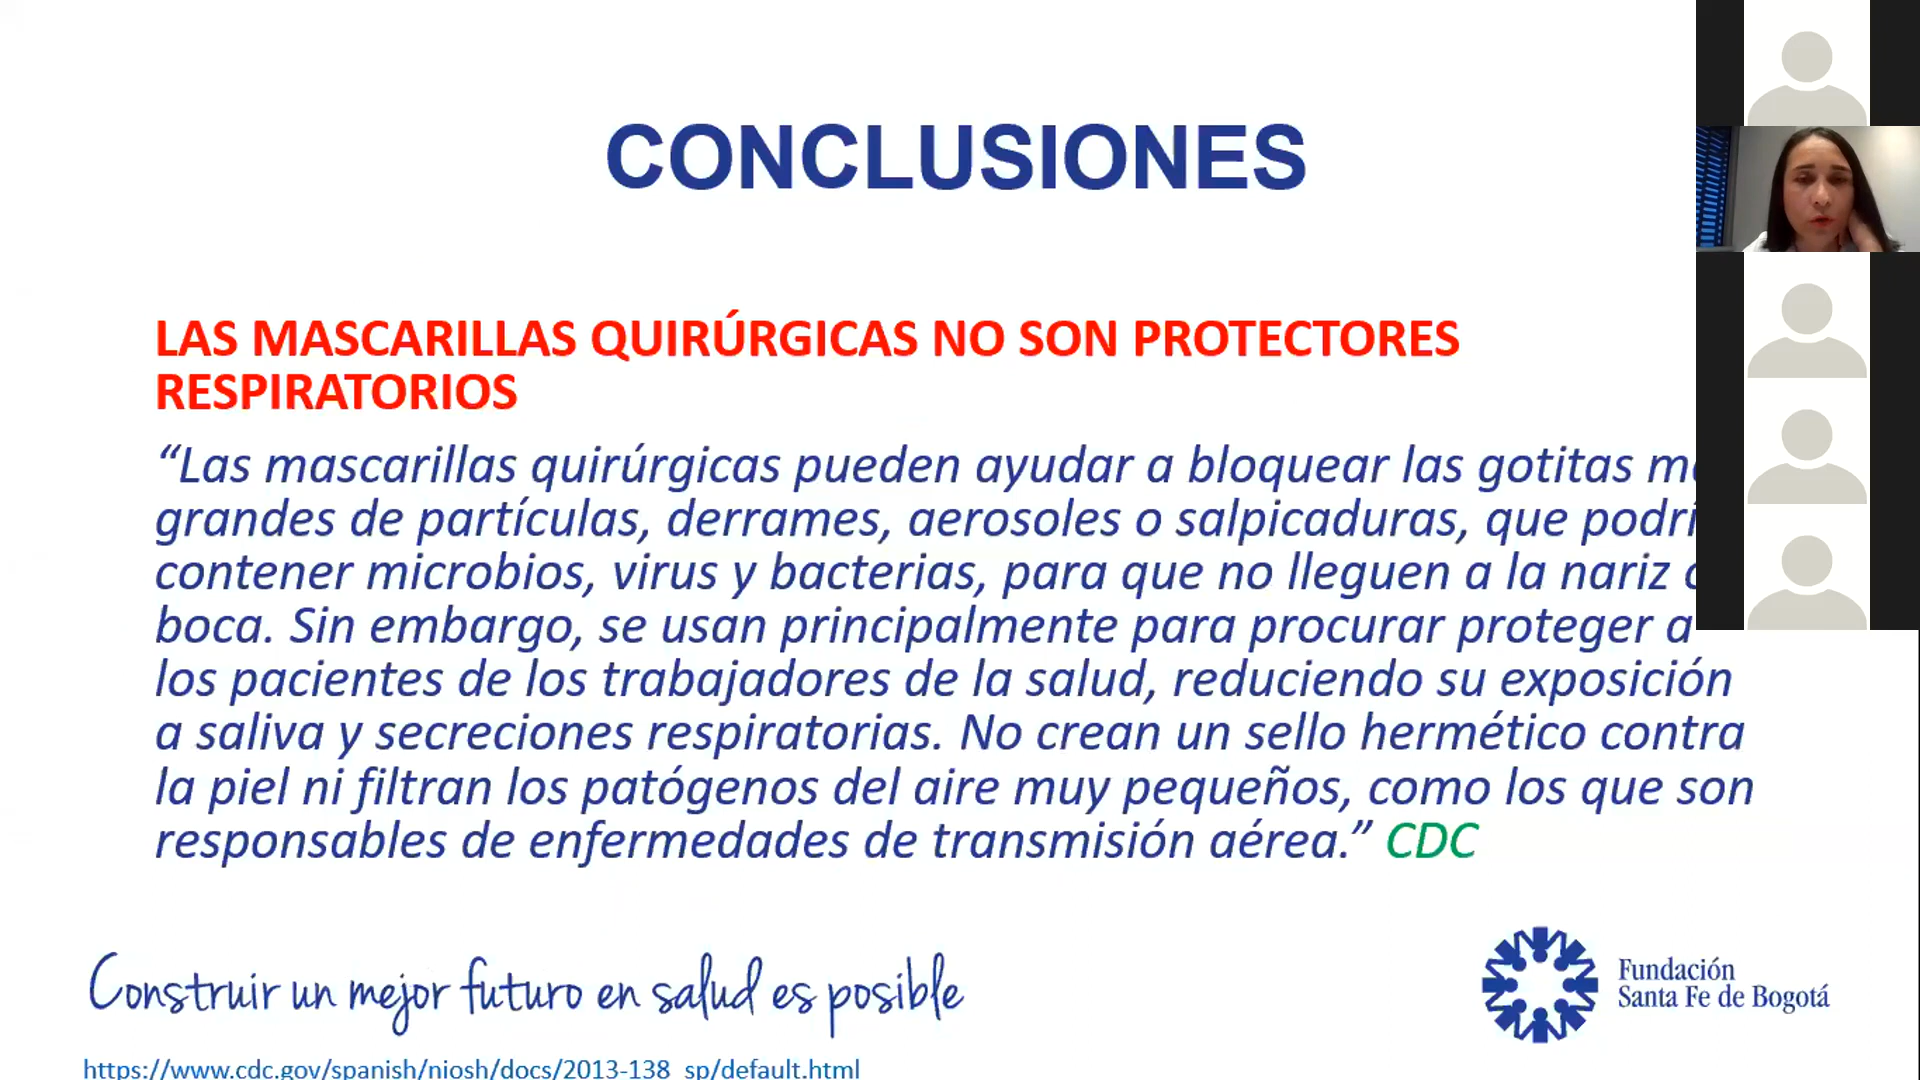 CONCLUSIONES
LAS MASCARILLAS QUIRÚRGICAS NO SON PROTECTORES
RESPIRATORIOS
“Las mascarillas quirúrgicas pueden ayudar a bloquear las gotitas
grandes de partículas, derrames, aerosoles o salpicaduras, que
contener microbios, virus y bacterias, para que no lleguen a la nariz
boca. Sin embargo, se usan principalmente para procurar proteger a
los pacientes de los trabajadores de la salud, reduciendo su exposición
a saliva y secreciones respiratorias. No crean un sello hermético contra
la piel ni filtran los patógenos del aire muy pequeños, como los que son
responsables de enfermedades de transmisión aérea.” CDC
Construir un mejor futuro en salud es posible
Fundación
Santa Fe de Bogotá
https://www.cdc.gov/spanish/niosh/docs/2013-138_sp/default.html